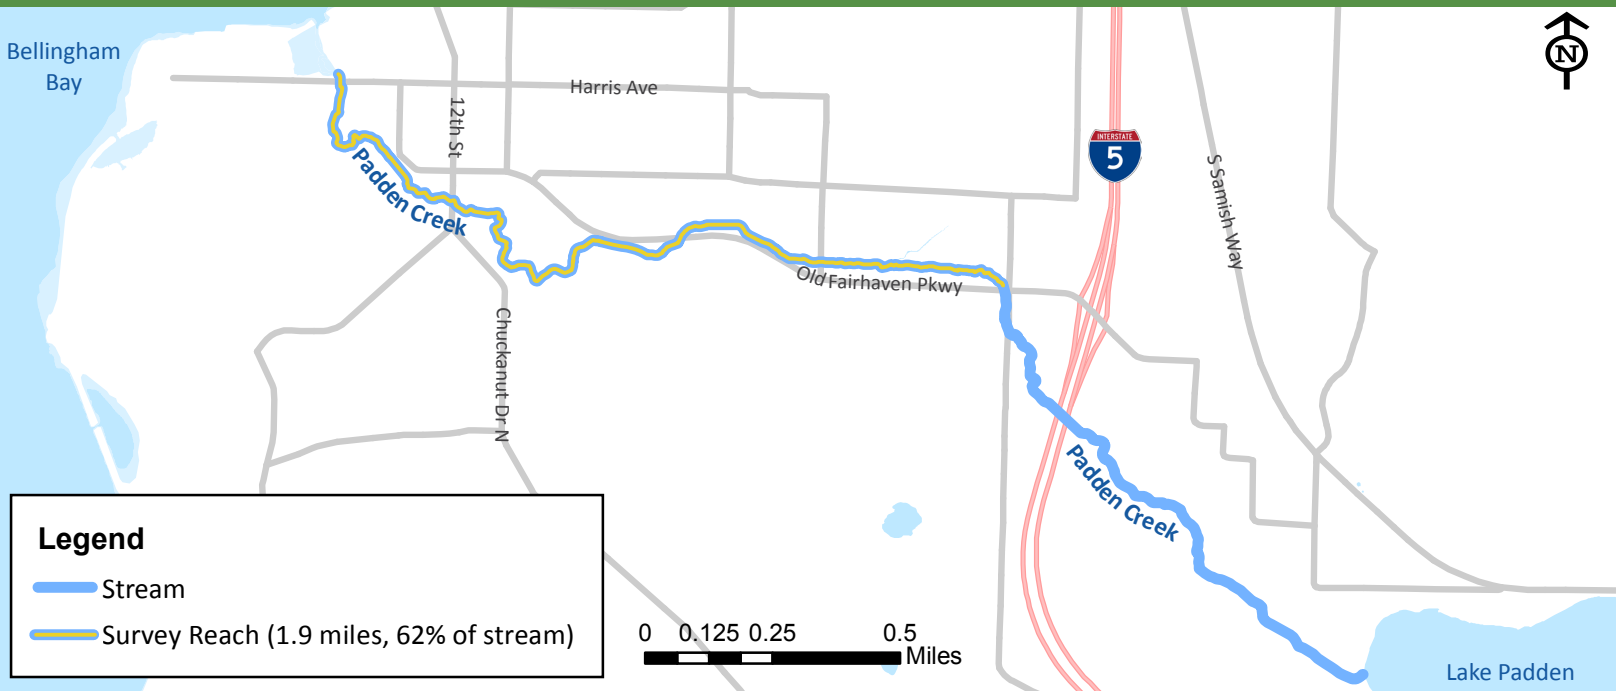 Bellingham
Bay
N
Harris Ave
12th St
INTERSTATE
5
S Samish Way
Padden Creek
Old Fairhaven Pkwy
Chuckanut Dr N
Padden Creek
Legend
Stream
Survey Reach (1.9 miles, 62% of stream)
0 0.125 0.25 0.5
Miles
Lake Padden